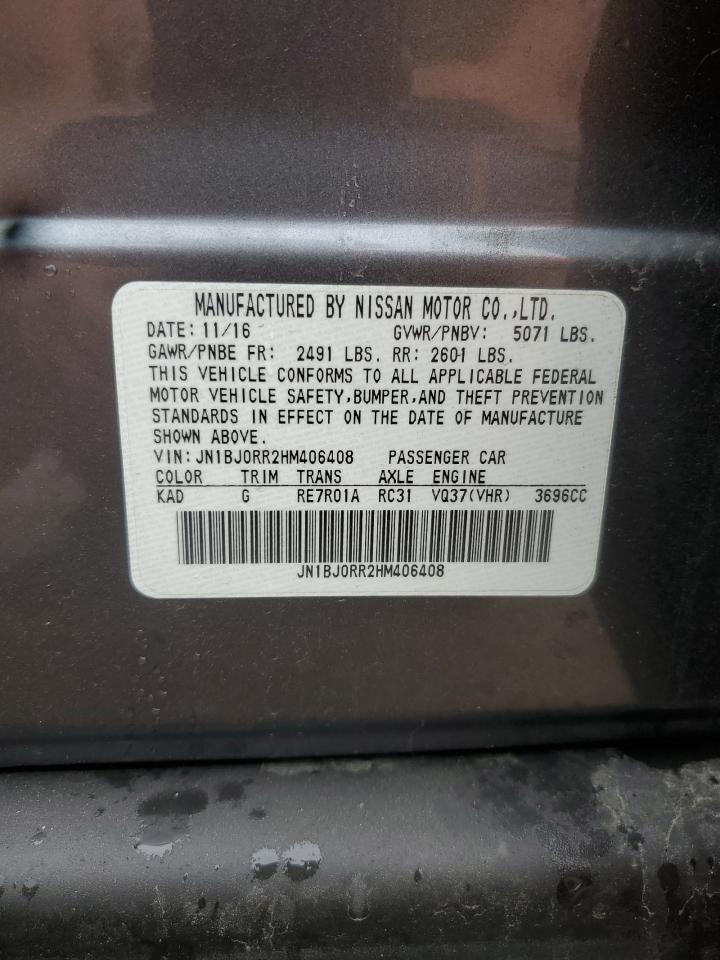 MANUFACTURED BY NISSAN MOTOR CO.,LTD.
DATE: 11/16 GVWR/PNBV: 5071 LBS.
GAWR/PNBE FR: 2491 LBS. RR: 2601 LBS.
THIS VEHICLE CONFORMS TO ALL APPLICABLE FEDERAL
MOTOR VEHICLE SAFETY,BUMPER,AND THEFT PREVENTION
STANDARDS IN EFFECT ON THE DATE OF MANUFACTURE
SHOWN ABOVE.
VIN: JN1BJ0RR2HM406408 PASSENGER CAR
COLOR TRIM TRANS AXLE ENGINE
KAD G RE7R01A RC31 VQ37(VHR) 3696CC
JN1BJ0RR2HM406408